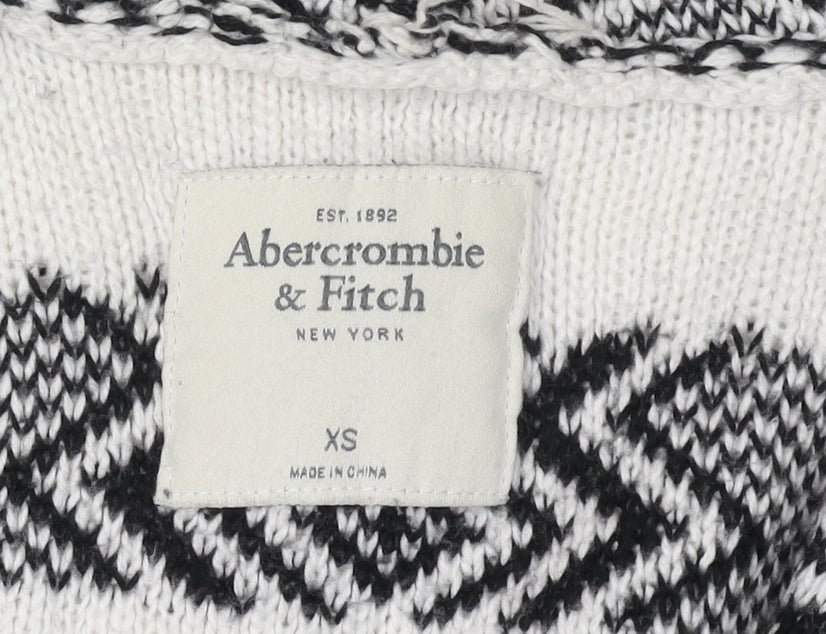 EST. 1892
Abercrombie
& Fitch
NEW YORK
XS
MADE IN CHINA